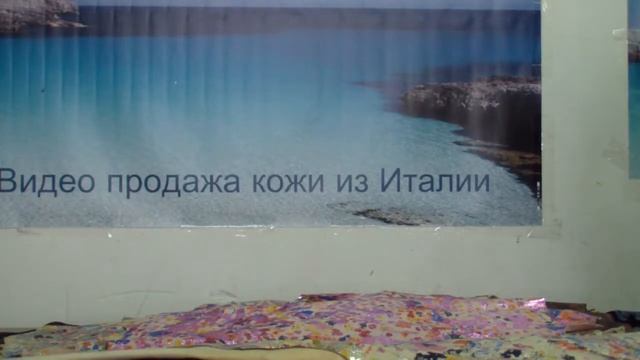 Видео продажа кожи из Италии